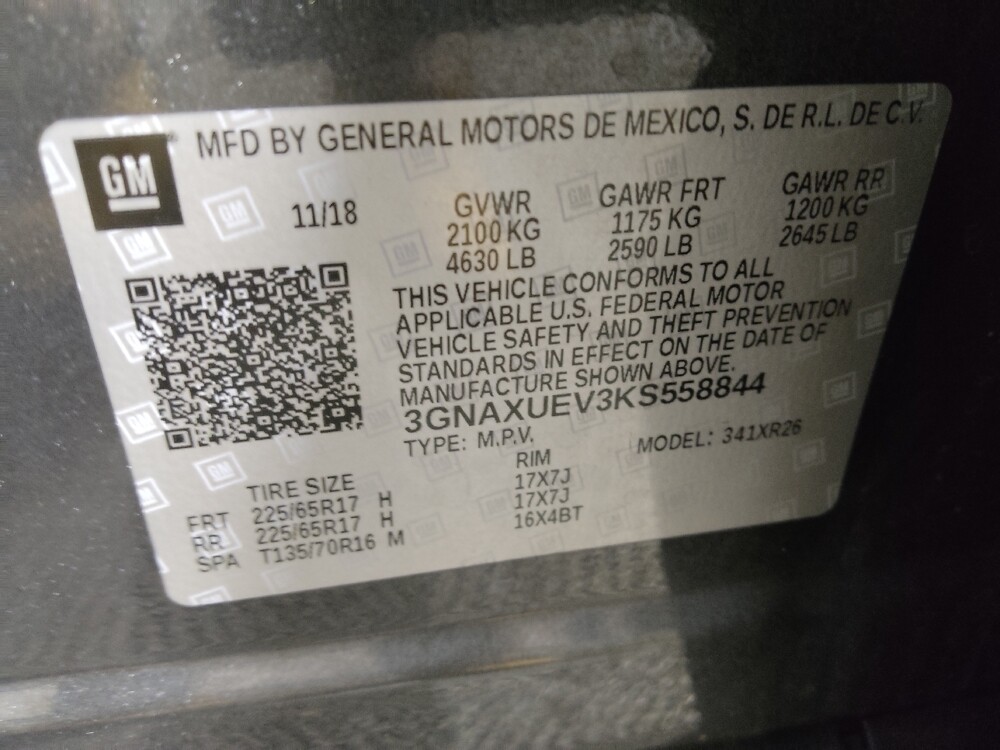 GM
MFD BY GENERAL MOTORS DE MEXICO, S. DE R.L. DE C.V.
11/18
GVWR GAWR FRT GAWR RR
2100 KG 1175 KG 1200 KG
4630 LB 2590 LB 2645 LB
THIS VEHICLE CONFORMS TO ALL
APPLICABLE U.S. FEDERAL MOTOR
VEHICLE SAFETY AND THEFT PREVENTION
STANDARDS IN EFFECT ON THE DATE OF
MANUFACTURE SHOWN ABOVE.
3GNAXUEV3KS558844
TYPE: M.P.V. MODEL: 341XR26
TIRE SIZE RIM
FRT 225/65R17 H 17X7J
RR 225/65R17 H 17X7J
SPA T135/70R16 M 16X4BT